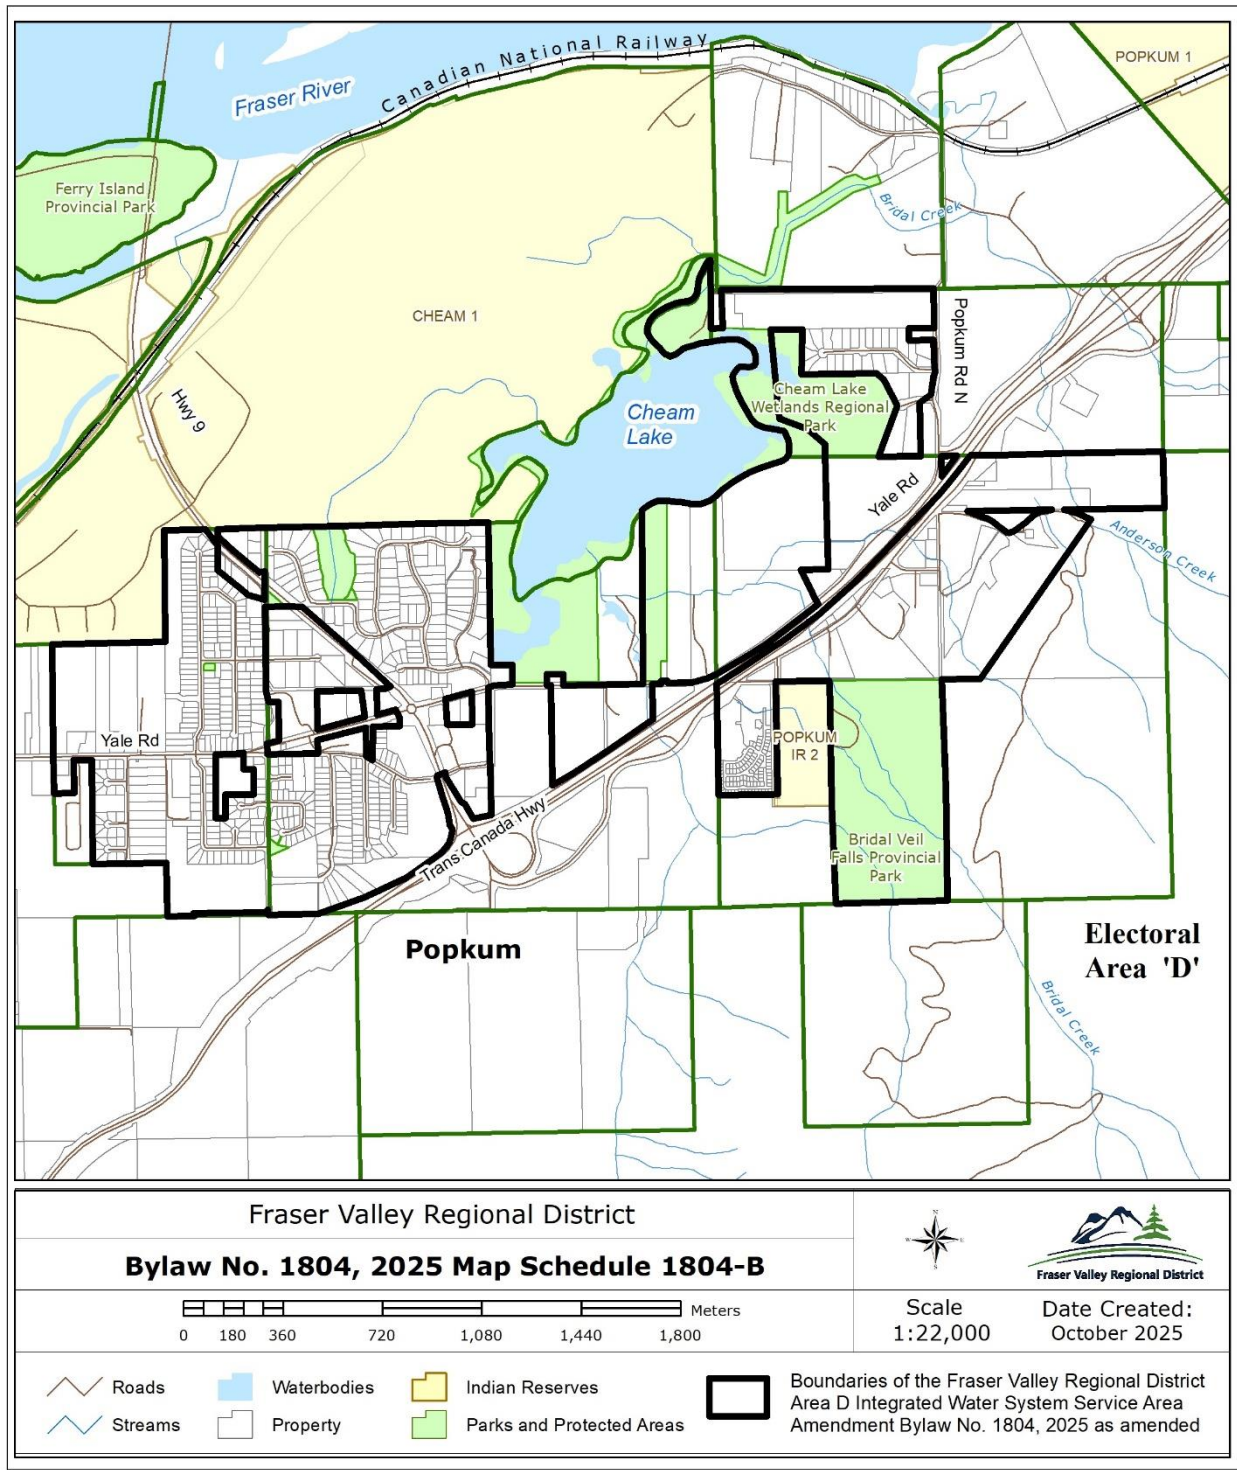 POPKUM 1
Canadian National Railway
Fraser River
Ferry Island
Provincial Park
Bridal Creek
CHEAM 1
Popkum Rd N
Hwy 9
Cheam
Lake
Cheam Lake
Wetlands Regional
Park
Yale Rd
Anderson Creek
Yale Rd
POPKUM
IR 2
Trans Canada Hwy
Bridal Veil
Falls Provincial
Park
Popkum
Electoral
Area 'D'
Bridal Creek
Fraser Valley Regional District
Bylaw No. 1804, 2025 Map Schedule 1804-B
N
W E
S
Fraser Valley Regional District
Meters
0 180 360 720 1,080 1,440 1,800
Scale
1:22,000
Date Created:
October 2025
Roads
Waterbodies
Indian Reserves
Streams
Property
Parks and Protected Areas
Boundaries of the Fraser Valley Regional District
Area D Integrated Water System Service Area
Amendment Bylaw No. 1804, 2025 as amended